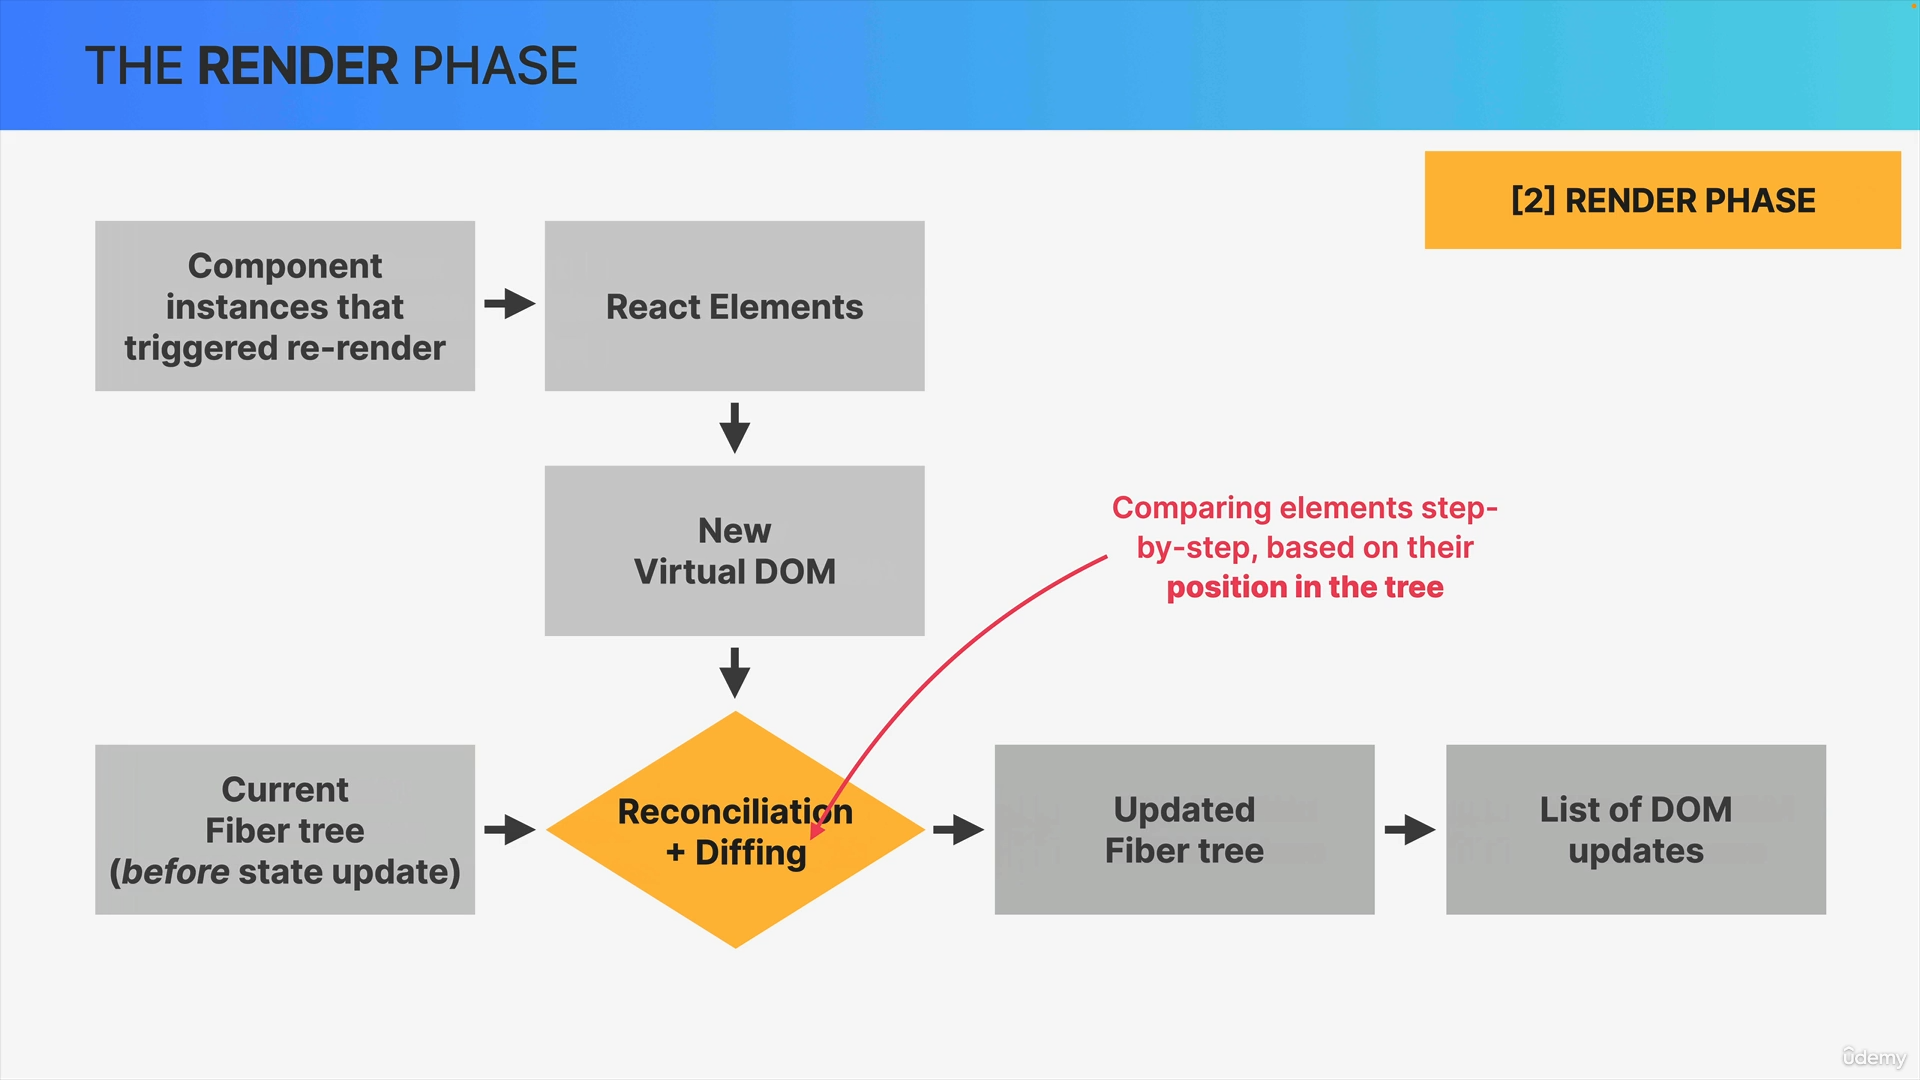 THE RENDER PHASE
[2] RENDER PHASE
Component
instances that
triggered re-render
React Elements
New
Virtual DOM
Comparing elements step-
by-step, based on their
position in the tree
Current
Fiber tree
(before state update)
Reconciliation
+ Diffing
Updated
Fiber tree
List of DOM
updates
ûdemy